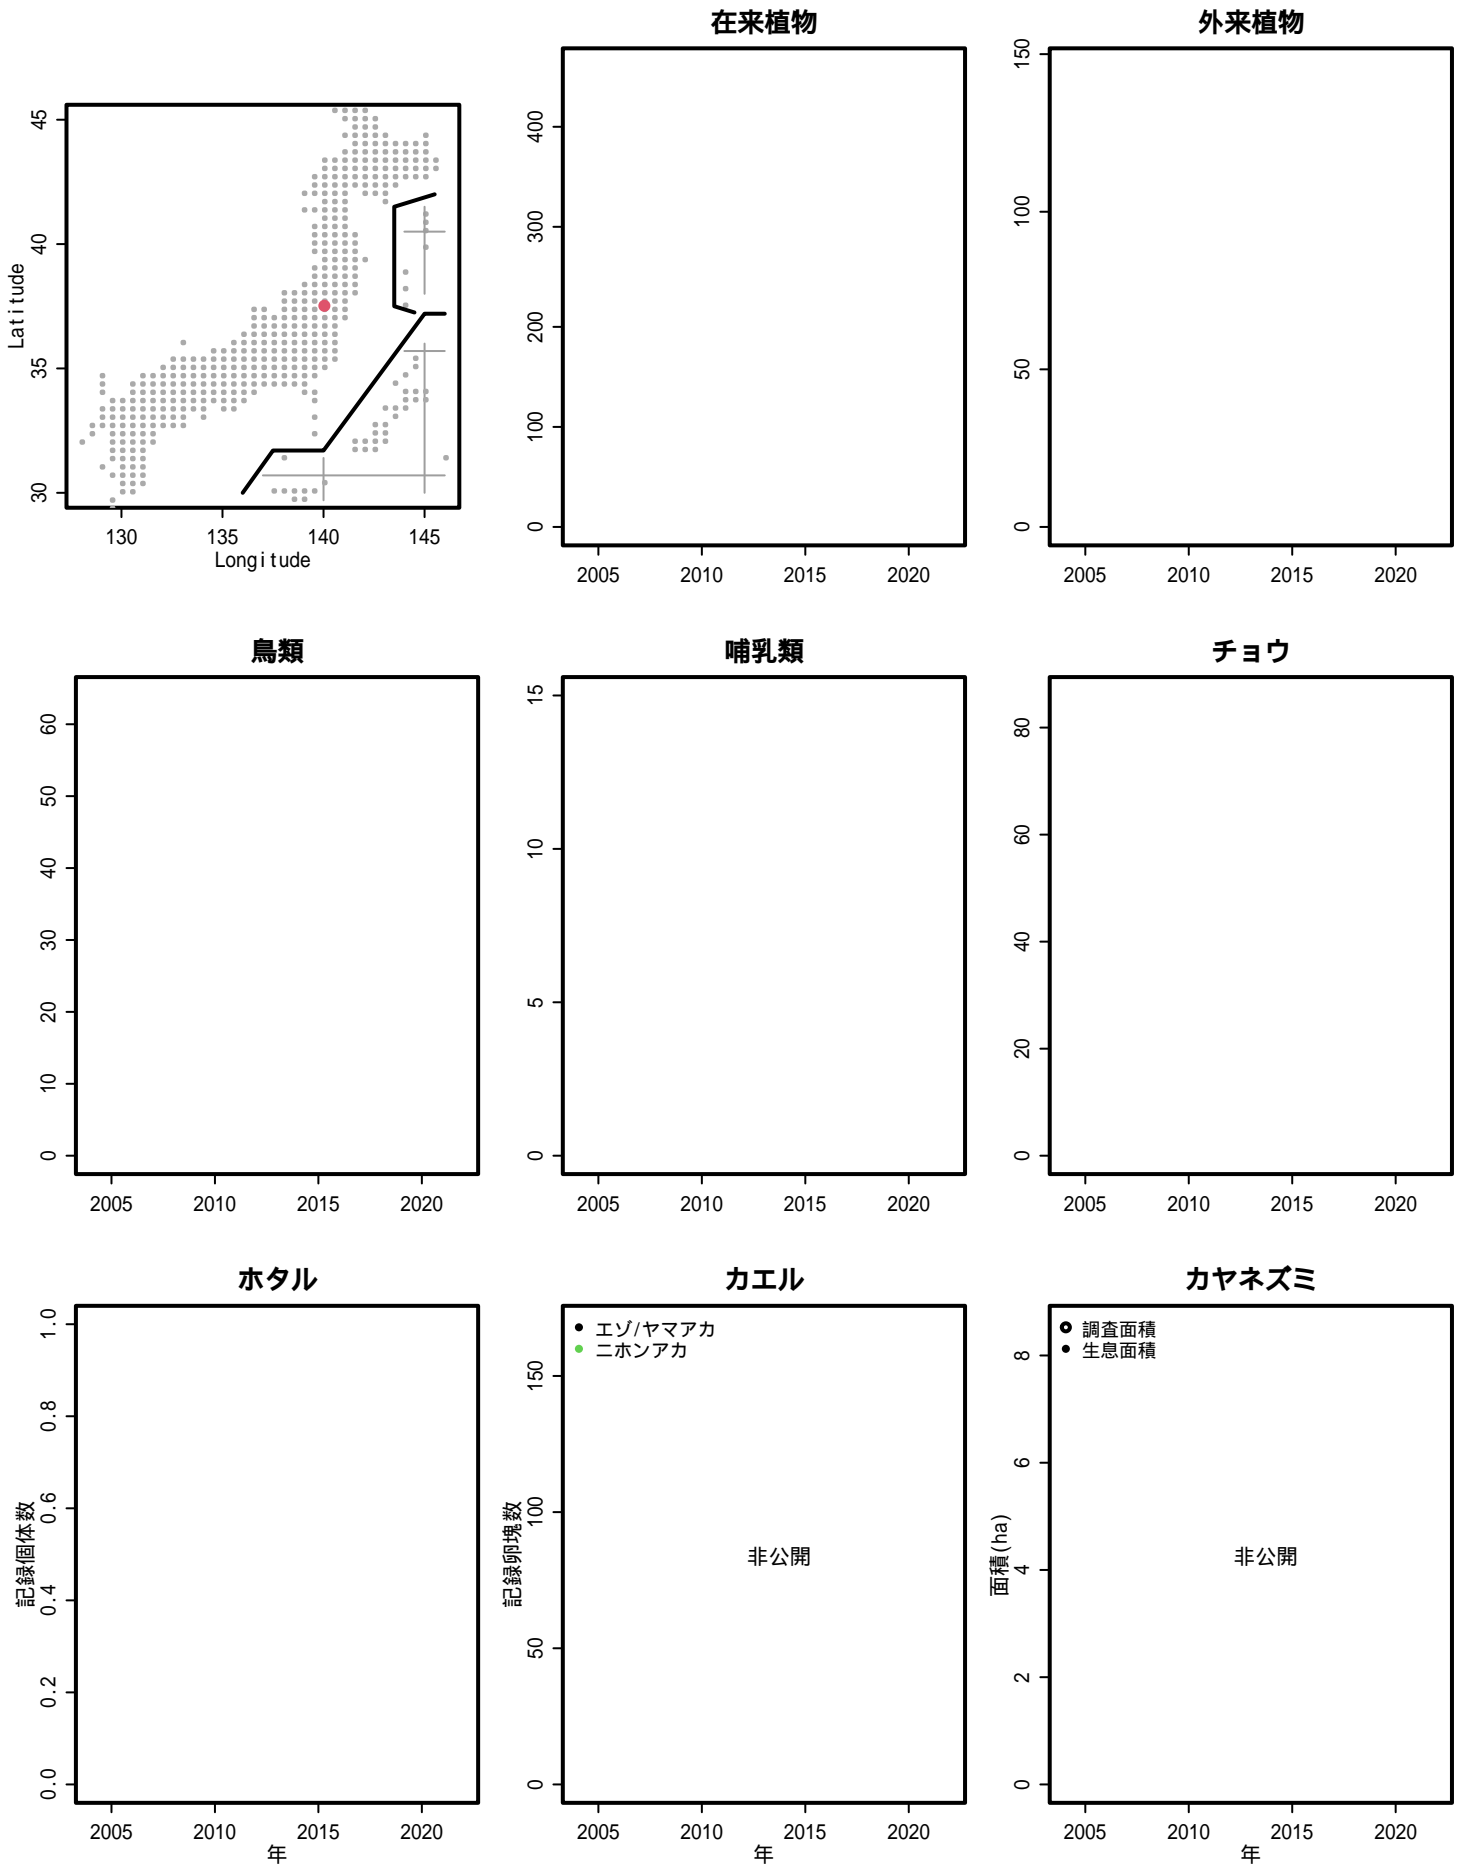 在来植物
外来植物
45
40
35
30
Latitude
130 135 140 145
Longitude
400
300
200
100
0
2005 2010 2015 2020
150
100
50
0
2005 2010 2015 2020
鳥類
哺乳類
チョウ
60
50
40
30
20
10
0
2005 2010 2015 2020
15
10
5
0
2005 2010 2015 2020
80
60
40
20
0
2005 2010 2015 2020
ホタル
カエル
カヤネズミ
1.0
0.8
0.6
0.4
0.2
0.0
記録個体数
2005 2010 2015 2020
年
エゾ/ヤマアカ
ニホンアカ
150
100
50
0
記録卵塊数
非公開
2005 2010 2015 2020
年
調査面積
生息面積
8
6
4
2
0
面積(ha)
非公開
2005 2010 2015 2020
年